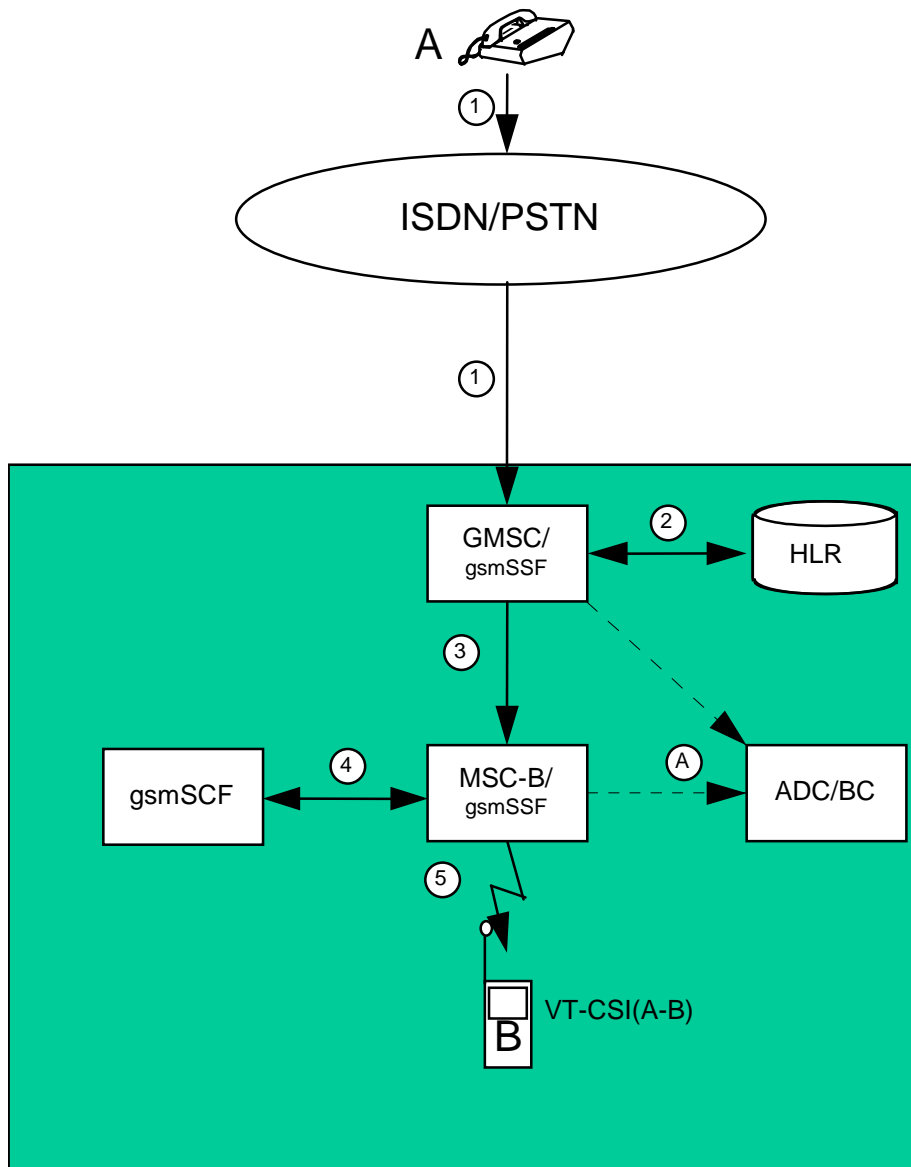 A
1
ISDN/PSTN
1
GMSC/
gsmSSF
2
HLR
3
gsmSCF
4
MSC-B/
gsmSSF
A
ADC/BC
5
B
VT-CSI(A-B)